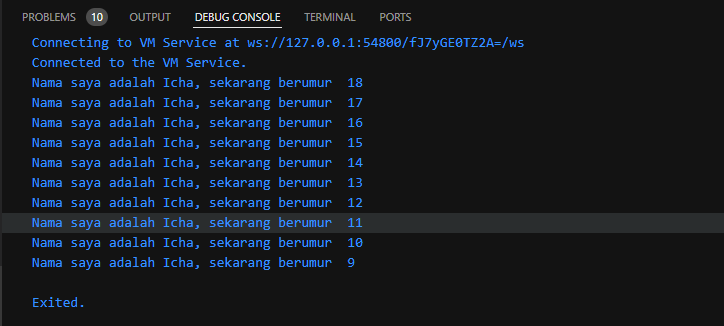 PROBLEMS 10 OUTPUT DEBUG CONSOLE TERMINAL PORTS
Connecting to VM Service at ws://127.0.0.1:54800/fJ7yGE0TZ2A=/ws
Connected to the VM Service.
Nama saya adalah Icha, sekarang berumur  18
Nama saya adalah Icha, sekarang berumur  17
Nama saya adalah Icha, sekarang berumur  16
Nama saya adalah Icha, sekarang berumur  15
Nama saya adalah Icha, sekarang berumur  14
Nama saya adalah Icha, sekarang berumur  13
Nama saya adalah Icha, sekarang berumur  12
Nama saya adalah Icha, sekarang berumur  11
Nama saya adalah Icha, sekarang berumur  10
Nama saya adalah Icha, sekarang berumur  9
Exited.